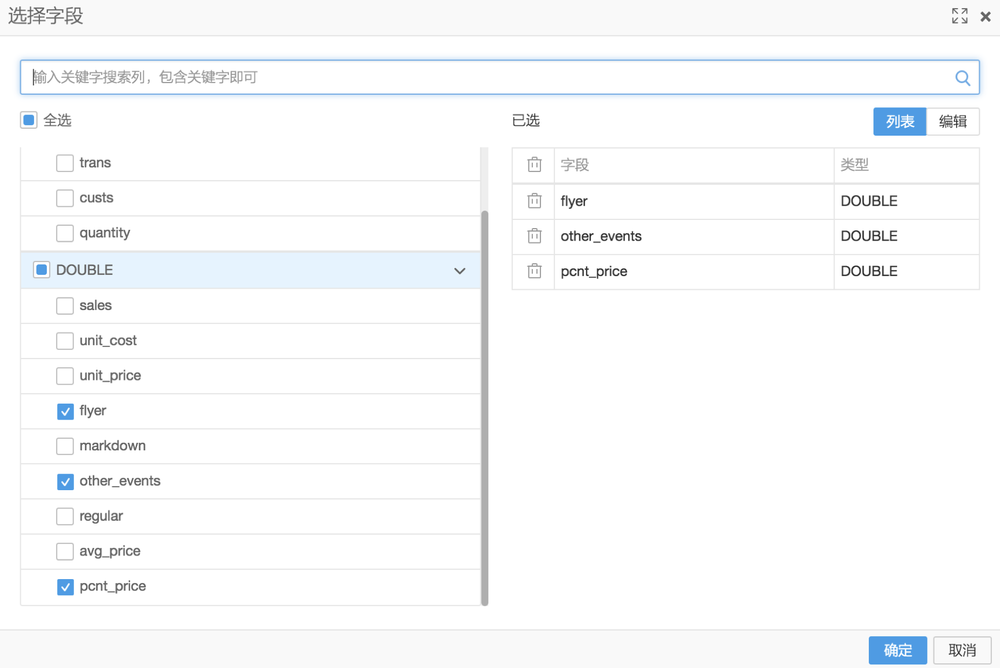 选择字段
输入关键字搜索列，包含关键字即可
全选
已选
列表
编辑
trans
custs
quantity
DOUBLE
sales
unit_cost
unit_price
flyer
markdown
other_events
regular
avg_price
pcnt_price
字段 类型
flyer DOUBLE
other_events DOUBLE
pcnt_price DOUBLE
确定
取消